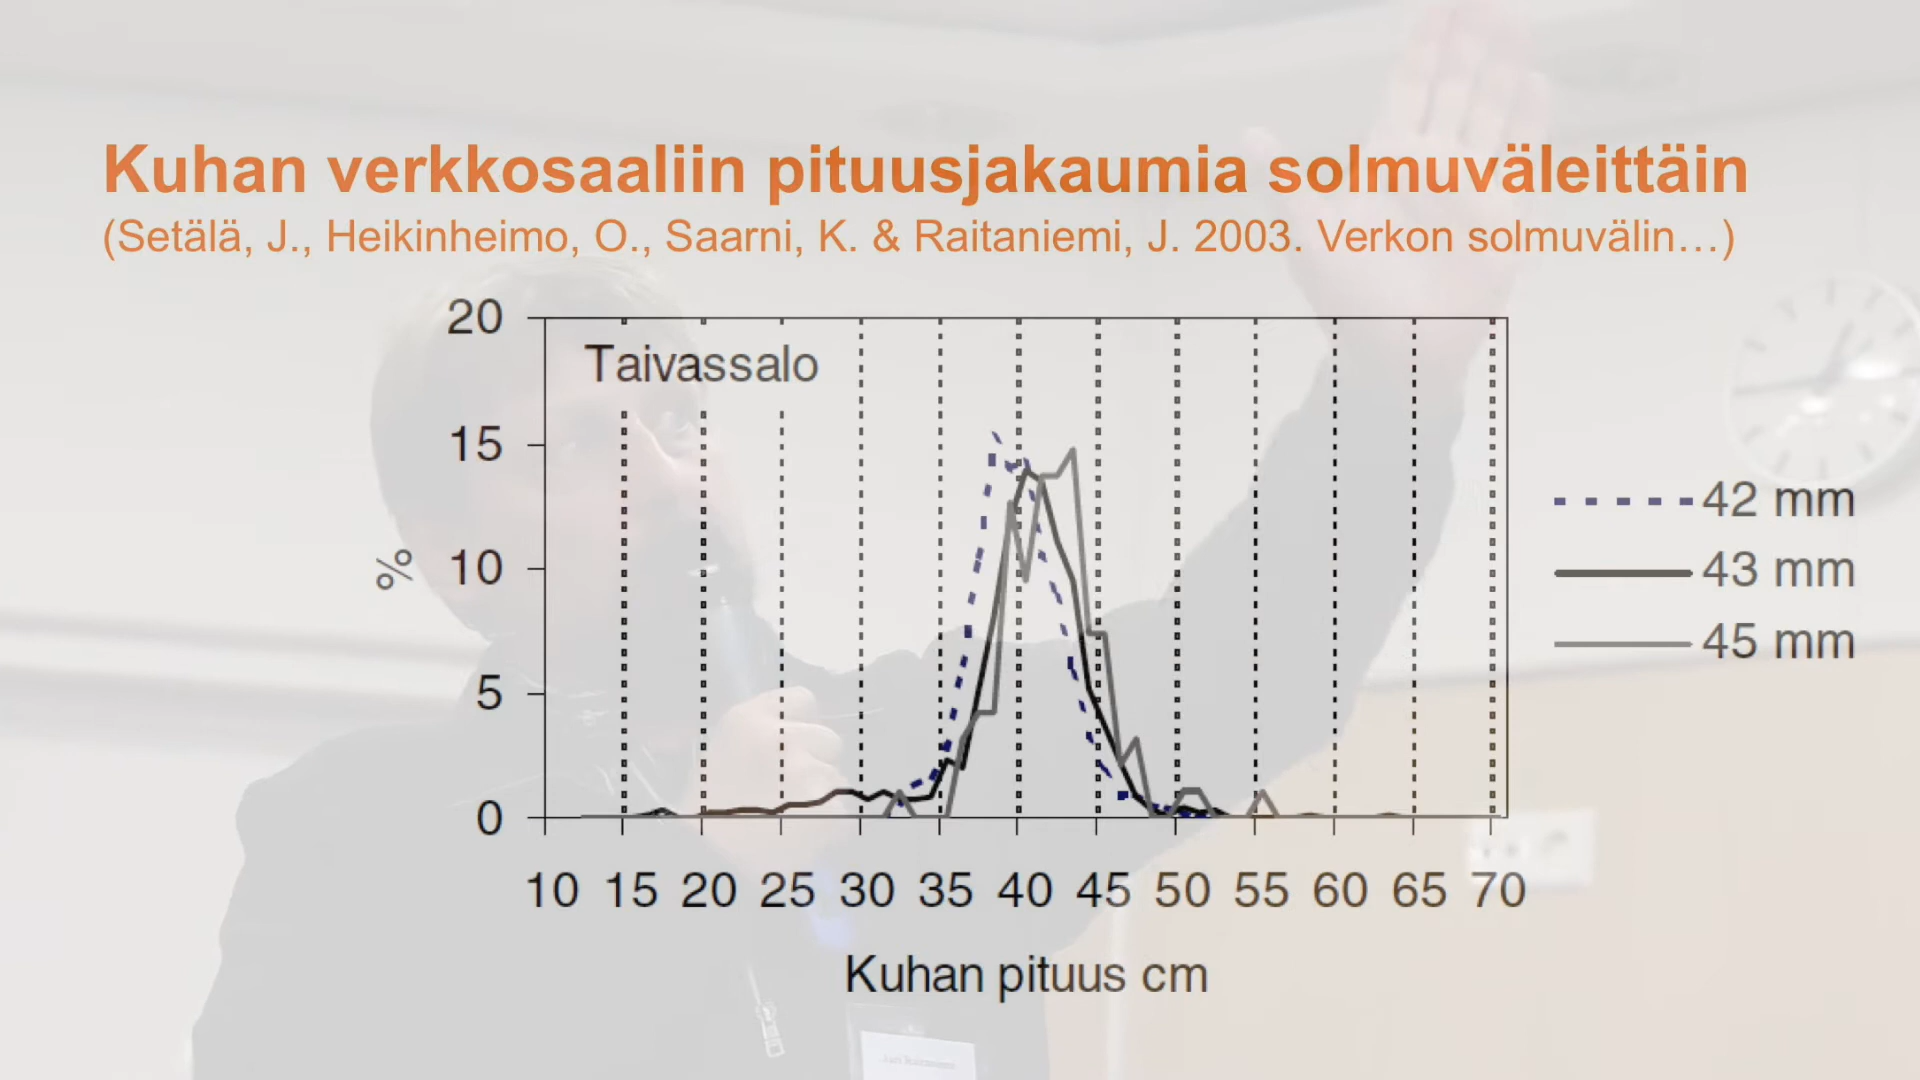 Kuhan verkkosaaliin pituusjakaumia solmuväleittäin
(Setälä, J., Heikinheimo, O., Saarni, K. & Raitaniemi, J. 2003. Verkon solmuvälin…)
Taivassalo
20
15
10
5
0
%
10 15 20 25 30 35 40 45 50 55 60 65 70
Kuhan pituus cm
42 mm
43 mm
45 mm